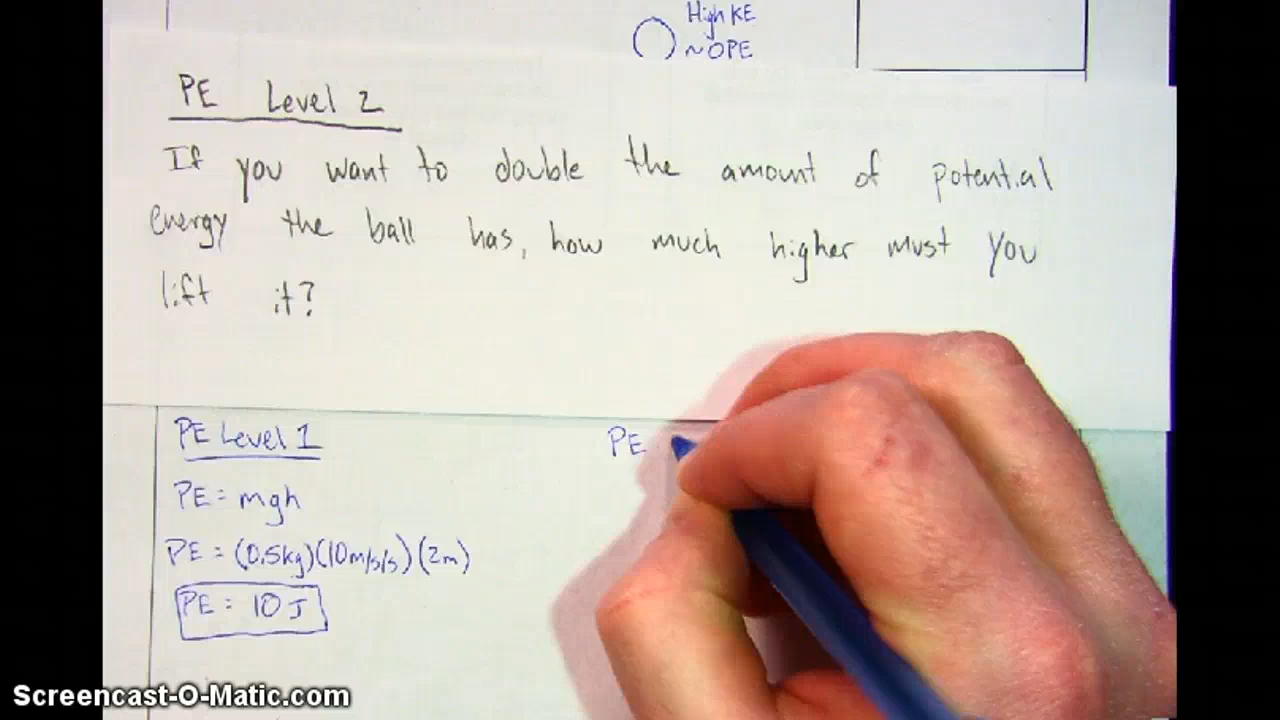 High KE
~OPE
PE Level 2
If you want to double the amount of potential
energy the ball has, how much higher must you
lift it?
PE Level 1
PE = mgh
PE = (0.5kg)(10m/s/s)(2m)
PE = 10 J
PE
Screencast-O-Matic.com